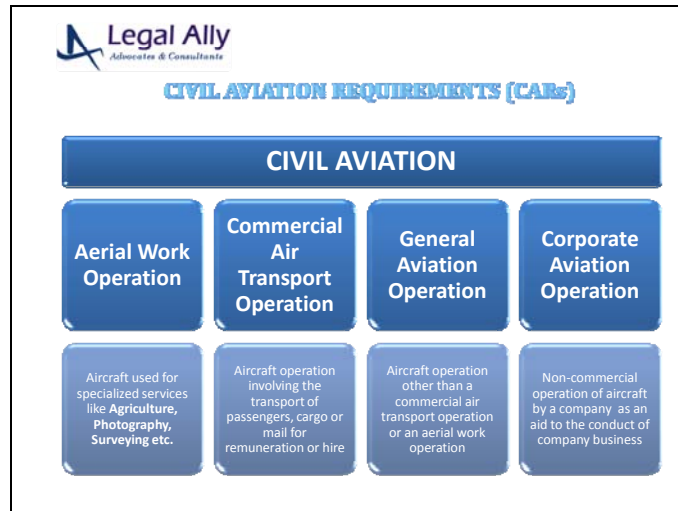 Legal Ally
Advocates & Consultants
CIVIL AVIATION REQUIREMENTS (CARs)
CIVIL AVIATION
Aerial Work
Operation
Commercial
Air
Transport
Operation
General
Aviation
Operation
Corporate
Aviation
Operation
Aircraft used for
specialized services
like Agriculture,
Photography,
Surveying etc.
Aircraft operation
involving the
transport of
passengers, cargo or
mail for
remuneration or hire
Aircraft operation
other than a
commercial air
transport operation
or an aerial work
operation
Non-commercial
operation of aircraft
by a company as an
aid to the conduct of
company business